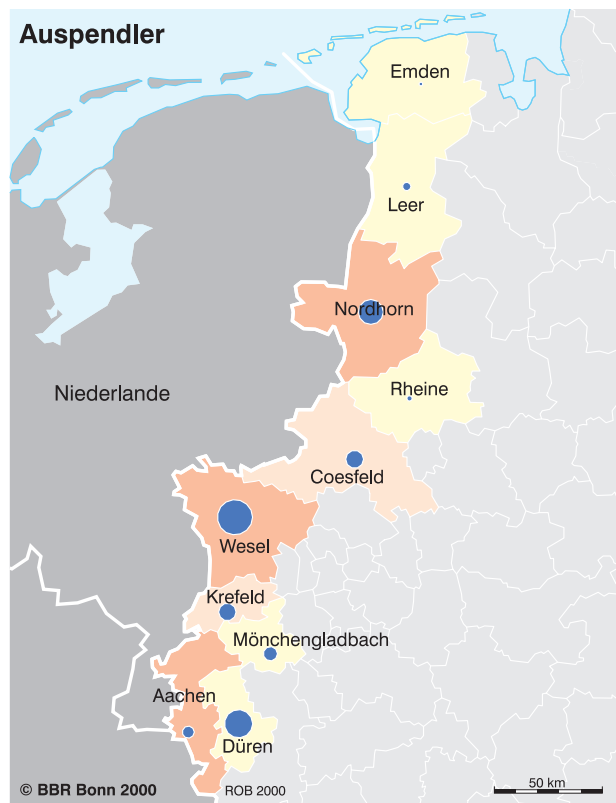 Auspendler
Emden
Leer
Nordhorn
Niederlande
Rheine
Coesfeld
Wesel
Krefeld
Mönchengladbach
Aachen
Düren
© BBR Bonn 2000
ROB 2000
50 km